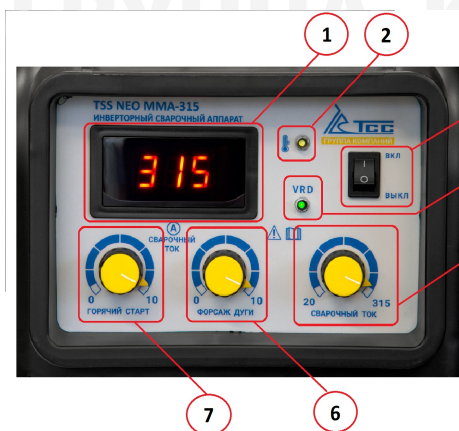 1
2
TSS NEO MMA-315
ИНВЕРТОРНЫЙ СВАРОЧНЫЙ АППАРАТ
315
ТСС
ГРУППА КОМПАНИЙ
ВКЛ
ВЫКЛ
VRD
A
СВАРОЧНЫЙ
ТОК
0 10
ГОРЯЧИЙ СТАРТ
0 10
ФОРСАЖ ДУГИ
20 315
СВАРОЧНЫЙ ТОК
7
6